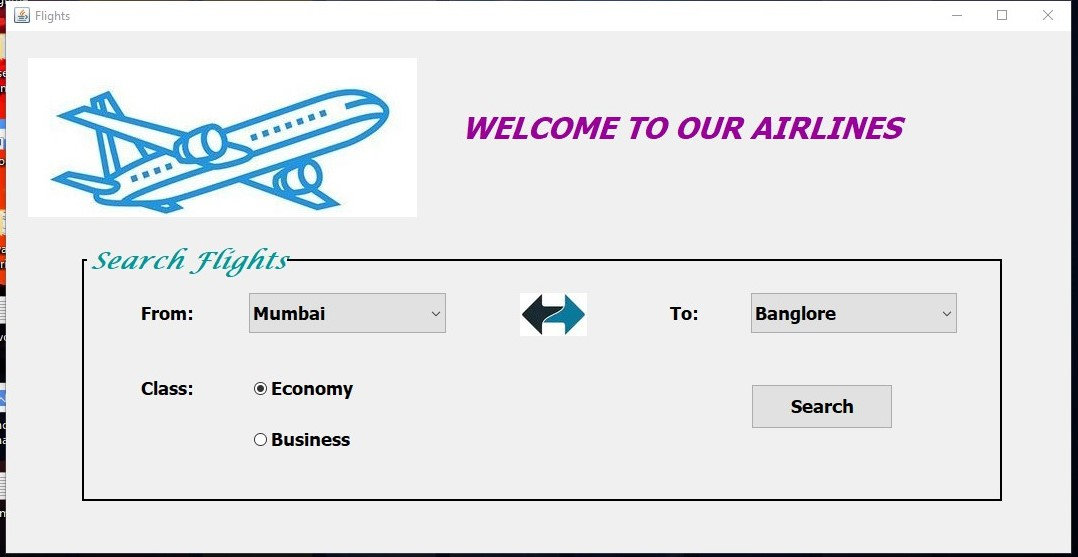 Flights
WELCOME TO OUR AIRLINES
Search Flights
From: Mumbai To: Banglore
Class: Economy
Search
Business